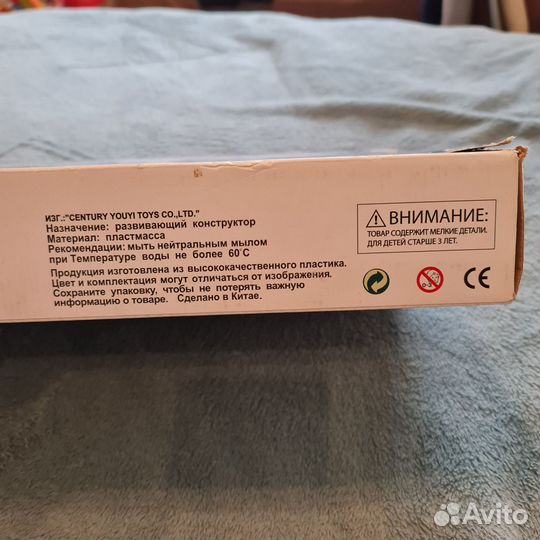 ИЗГ.:"CENTURY YOUYI TOYS CO.,LTD."
Назначение: развивающий конструктор
Материал: пластмасса
Рекомендации: мыть нейтральным мылом
при Температуре воды не более 60°С
Продукция изготовлена из высококачественного пластика.
Цвет и комплектация могут отличаться от изображения.
Сохраните упаковку, чтобы не потерять важную
информацию о товаре. Сделано в Китае.
ВНИМАНИЕ:
ТОВАР СОДЕРЖИТ МЕЛКИЕ ДЕТАЛИ.
ДЛЯ ДЕТЕЙ СТАРШЕ 3 ЛЕТ.
0-3
CE
Avito